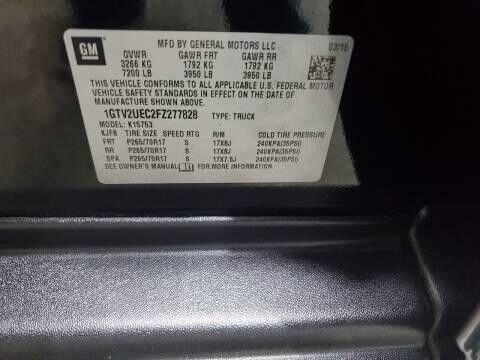 GM
MFD BY GENERAL MOTORS LLC 03/15
GVWR GAWR FRT GAWR RR
3266 KG 1792 KG 1792 KG
7200 LB 3950 LB 3950 LB
THIS VEHICLE CONFORMS TO ALL APPLICABLE U.S. FEDERAL MOTOR
VEHICLE SAFETY STANDARDS IN EFFECT ON THE DATE OF
MANUFACTURE SHOWN ABOVE.
1GTV2UEC2FZ277828 TYPE: TRUCK
MODEL: K15753
KJFB TIRE SIZE SPEED RTG RIM COLD TIRE PRESSURE
FRT P265/70R17 S 17X8J 240KPA(35PSI)
RR P265/70R17 S 17X8J 240KPA(35PSI)
SPA P265/70R17 S 17X7.5J 240KPA(35PSI)
SEE OWNER'S MANUAL